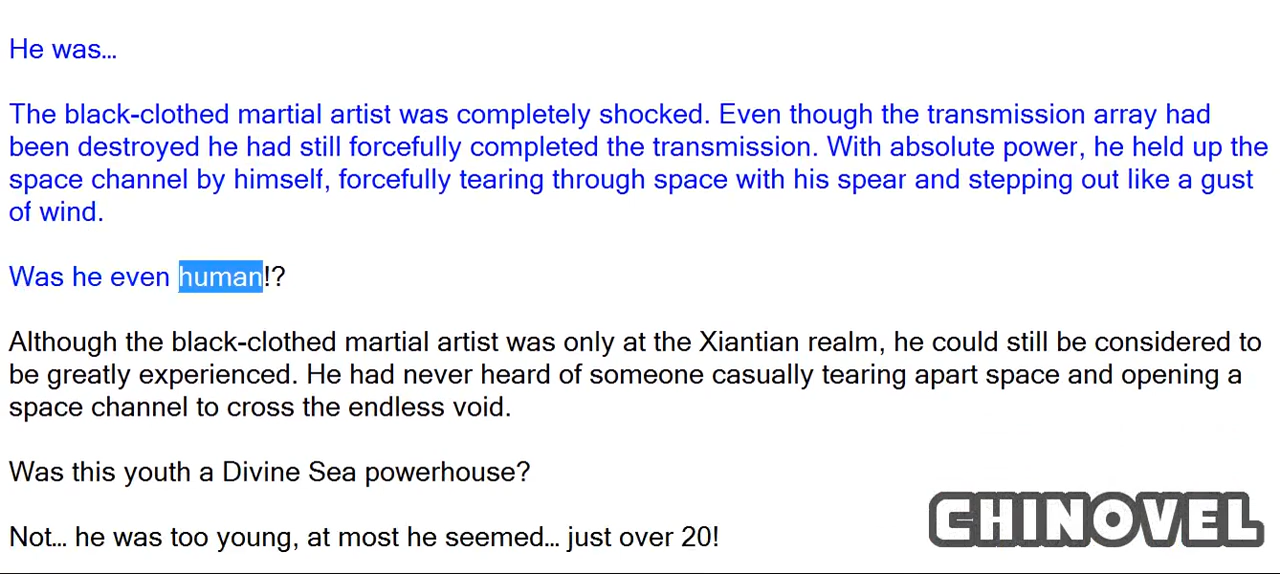 He was…
The black-clothed martial artist was completely shocked. Even though the transmission array had
been destroyed he had still forcefully completed the transmission. With absolute power, he held up the
space channel by himself, forcefully tearing through space with his spear and stepping out like a gust
of wind.
Was he even human!?
Although the black-clothed martial artist was only at the Xiantian realm, he could still be considered to
be greatly experienced. He had never heard of someone casually tearing apart space and opening a
space channel to cross the endless void.
Was this youth a Divine Sea powerhouse?
Not… he was too young, at most he seemed… just over 20!
CHINOVEL